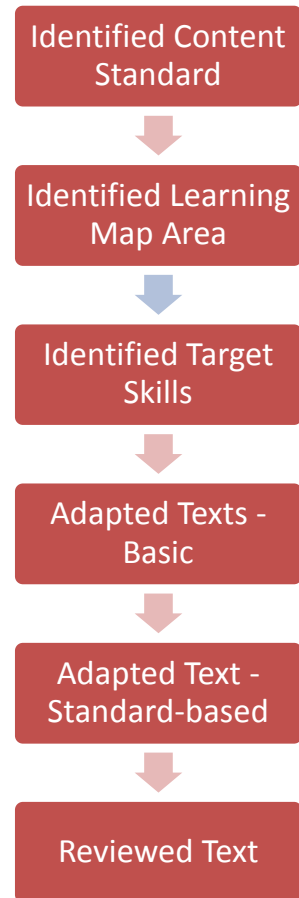 Identified Content
Standard
Identified Learning
Map Area
Identified Target
Skills
Adapted Texts -
Basic
Adapted Text -
Standard-based
Reviewed Text